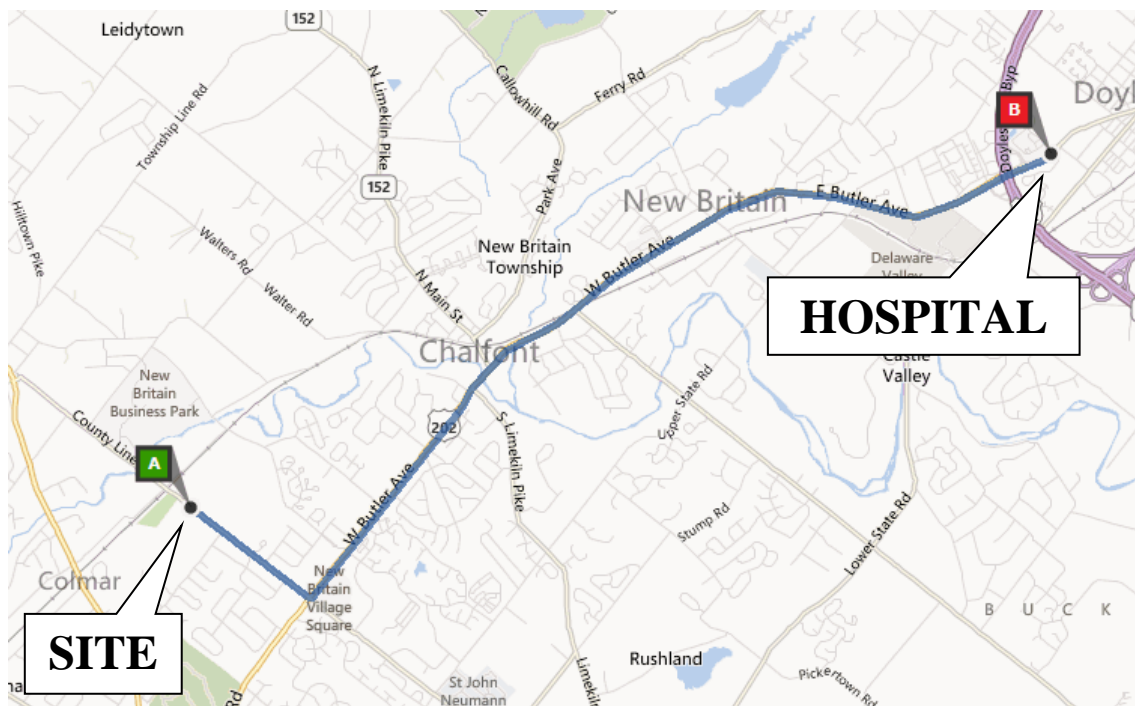 Leidytown
152
N Limekiln Pike
Township Line Rd
Hilltown Pike
Walters Rd
Walter Rd
152
N Main St
Callowhill Rd
Ferry Rd
Park Ave
New Britain
Township
New Britain
W Butler Ave
E Butler Ave
Byp
Doyles
Doyl
B
Delaware
Valley
HOSPITAL
Castle
Valley
Chalfont
New
Britain
Business Park
County Line
A
202
W Butler Ave
S Limekiln Pike
Upper State Rd
Stump Rd
Lower State Rd
Colmar
New
Britain
Village
Square
SITE
Rd
St John
Neumann
Limekiln
Rushland
Pickertown Rd
B U C K